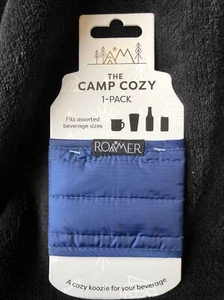 THE
CAMP COZY
1-PACK
Fits assorted
beverage sizes
ROAMER
A cozy koozie for your beverage